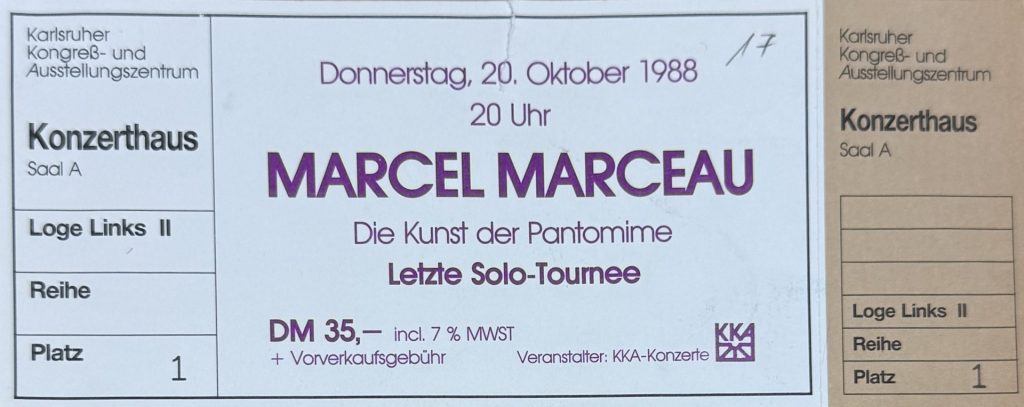 Karlsruher
Kongreß- und
Ausstellungszentrum
Konzerthaus
Saal A
Loge Links II
Reihe
Platz 1
17
Donnerstag, 20. Oktober 1988
20 Uhr
MARCEL MARCEAU
Die Kunst der Pantomime
Letzte Solo-Tournee
DM 35,— incl. 7 % MWST
+ Vorverkaufsgebühr
Veranstalter: KKA-Konzerte
KKA
Karlsruher
Kongreß- und
Ausstellungszentrum
Konzerthaus
Saal A
Loge Links II
Reihe
Platz 1